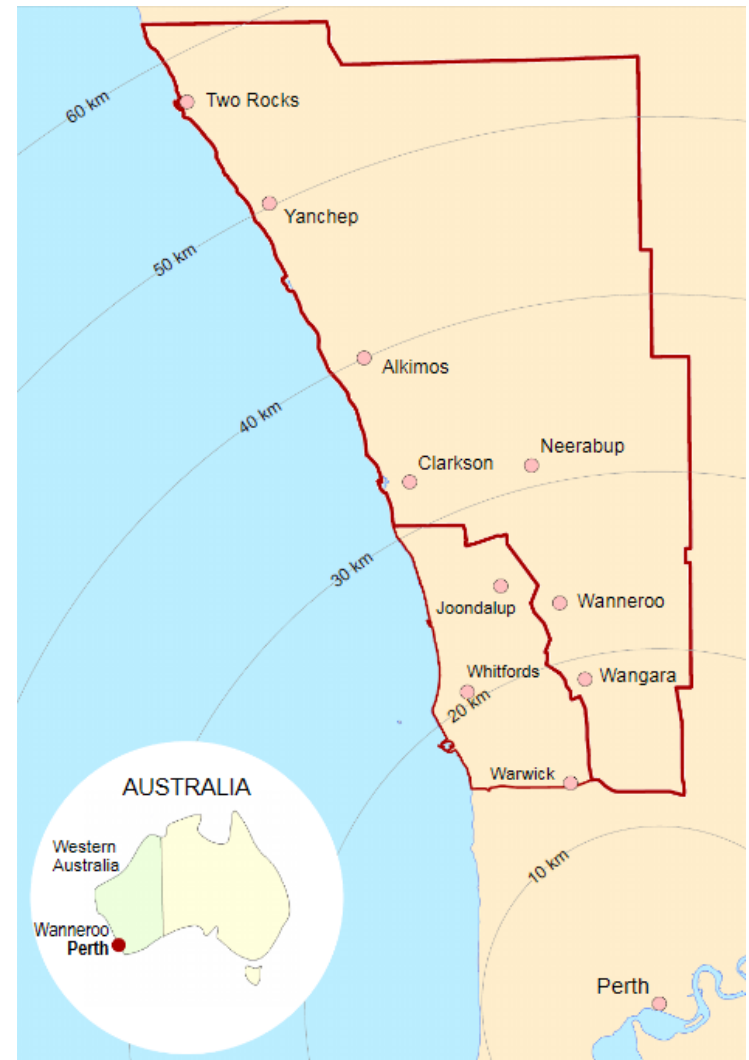 60 km
Two Rocks
Yanchep
50 km
Alkimos
40 km
Neerabup
Clarkson
30 km
Joondalup
Wanneroo
Whitfords
Wangara
20 km
Warwick
AUSTRALIA
Western
Australia
10 km
Wanneroo
Perth
Perth